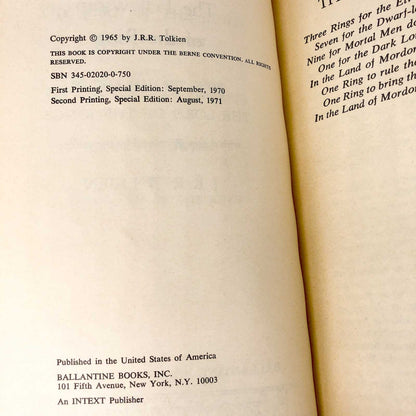 Copyright © 1965 by J.R.R. Tolkien
THIS BOOK IS COPYRIGHT UNDER THE BERNE CONVENTION. ALL RIGHTS
RESERVED.
SBN 345-02020-0-750
First Printing, Special Edition: September, 1970
Second Printing, Special Edition: August, 1971
Published in the United States of America
BALLANTINE BOOKS, INC.
101 Fifth Avenue, New York, N.Y. 10003
An INTEXT Publisher
Three Rings for the
Seven for the Dwarf-l
Nine for Mortal Men do
One for the Dark Lo
In the Land of Mordor
One Ring to rule the
One Ring to bring th
In the Land of Mordor